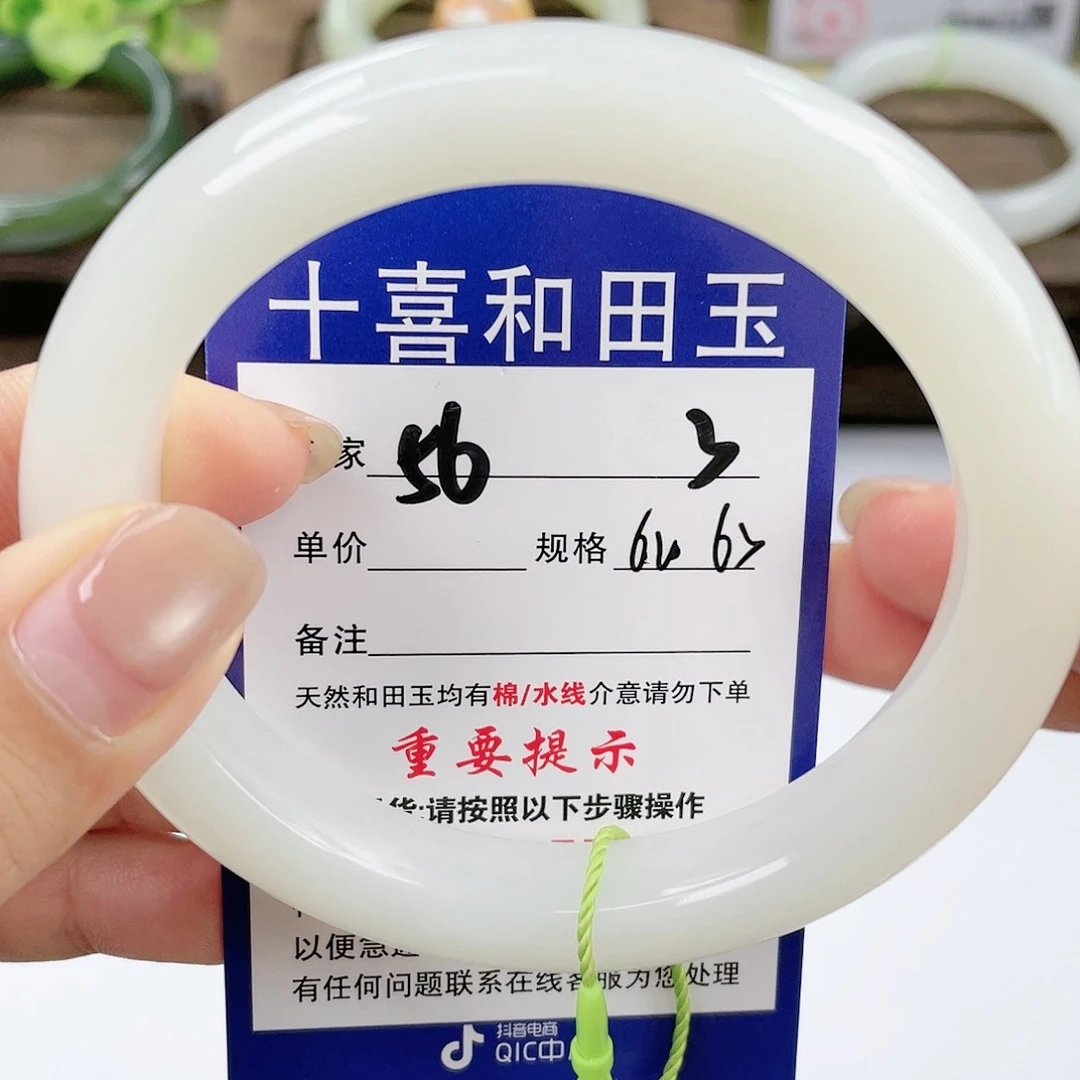 十喜和田玉
家 56
单价 规格
备注
天然和田玉均有棉/水线介意请勿下单
重要提示
货:请按照以下步骤操作
以便急
有任何问题联系在线客服为您处理
抖音电商
QIC中